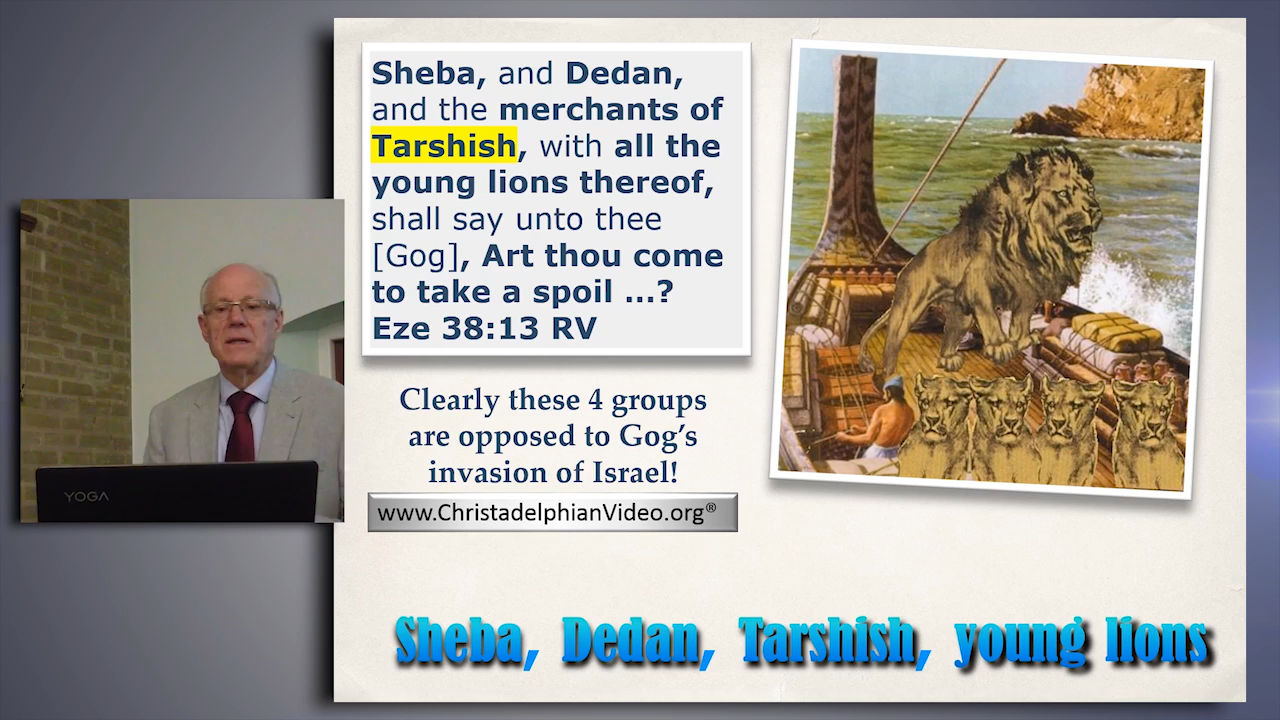 Sheba, and Dedan,
and the merchants of
Tarshish, with all the
young lions thereof,
shall say unto thee
[Gog], Art thou come
to take a spoil ...?
Eze 38:13 RV
Clearly these 4 groups
are opposed to Gog's
invasion of Israel!
www.ChristadelphianVideo.org®
YOGA
Sheba, Dedan, Tarshish, young lions